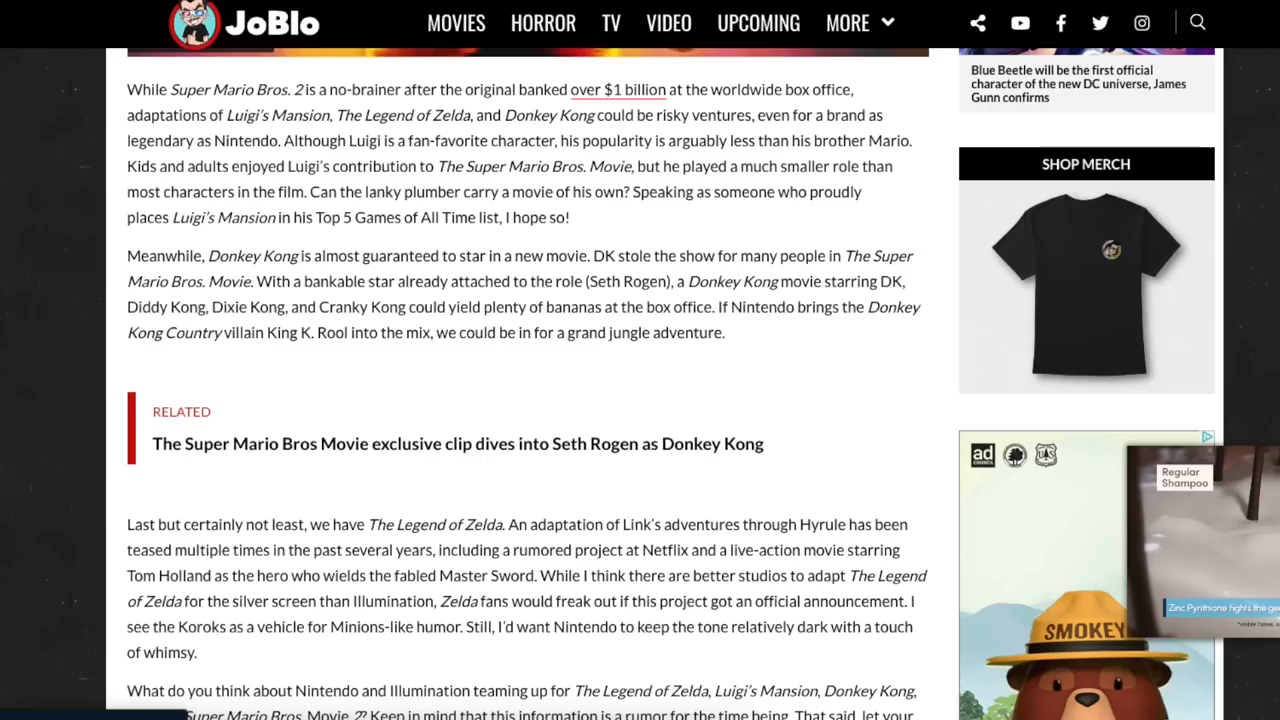 JoBlo
MOVIES HORROR TV VIDEO UPCOMING MORE
While Super Mario Bros. 2 is a no-brainer after the original banked over $1 billion at the worldwide box office,
adaptations of Luigi's Mansion, The Legend of Zelda, and Donkey Kong could be risky ventures, even for a brand as
legendary as Nintendo. Although Luigi is a fan-favorite character, his popularity is arguably less than his brother Mario.
Kids and adults enjoyed Luigi's contribution to The Super Mario Bros. Movie, but he played a much smaller role than
most characters in the film. Can the lanky plumber carry a movie of his own? Speaking as someone who proudly
places Luigi's Mansion in his Top 5 Games of All Time list, I hope so!
Meanwhile, Donkey Kong is almost guaranteed to star in a new movie. DK stole the show for many people in The Super
Mario Bros. Movie. With a bankable star already attached to the role (Seth Rogen), a Donkey Kong movie starring DK,
Diddy Kong, Dixie Kong, and Cranky Kong could yield plenty of bananas at the box office. If Nintendo brings the Donkey
Kong Country villain King K. Rool into the mix, we could be in for a grand jungle adventure.
RELATED
The Super Mario Bros Movie exclusive clip dives into Seth Rogen as Donkey Kong
Last but certainly not least, we have The Legend of Zelda. An adaptation of Link's adventures through Hyrule has been
teased multiple times in the past several years, including a rumored project at Netflix and a live-action movie starring
Tom Holland as the hero who wields the fabled Master Sword. While I think there are better studios to adapt The Legend
of Zelda for the silver screen than Illumination, Zelda fans would freak out if this project got an official announcement. I
see the Koroks as a vehicle for Minions-like humor. Still, I'd want Nintendo to keep the tone relatively dark with a touch
of whimsy.
What do you think about Nintendo and Illumination teaming up for The Legend of Zelda, Luigi's Mansion, Donkey Kong,
Super Mario Bros. Movie 2? Keep in mind that this information is a rumor for the time being. That said, let your
Blue Beetle will be the first official
character of the new DC universe, James
Gunn confirms
SHOP MERCH
ad
COUNCIL
Regular
Shampoo
Zinc Pyrithione fights the
SMOKEY